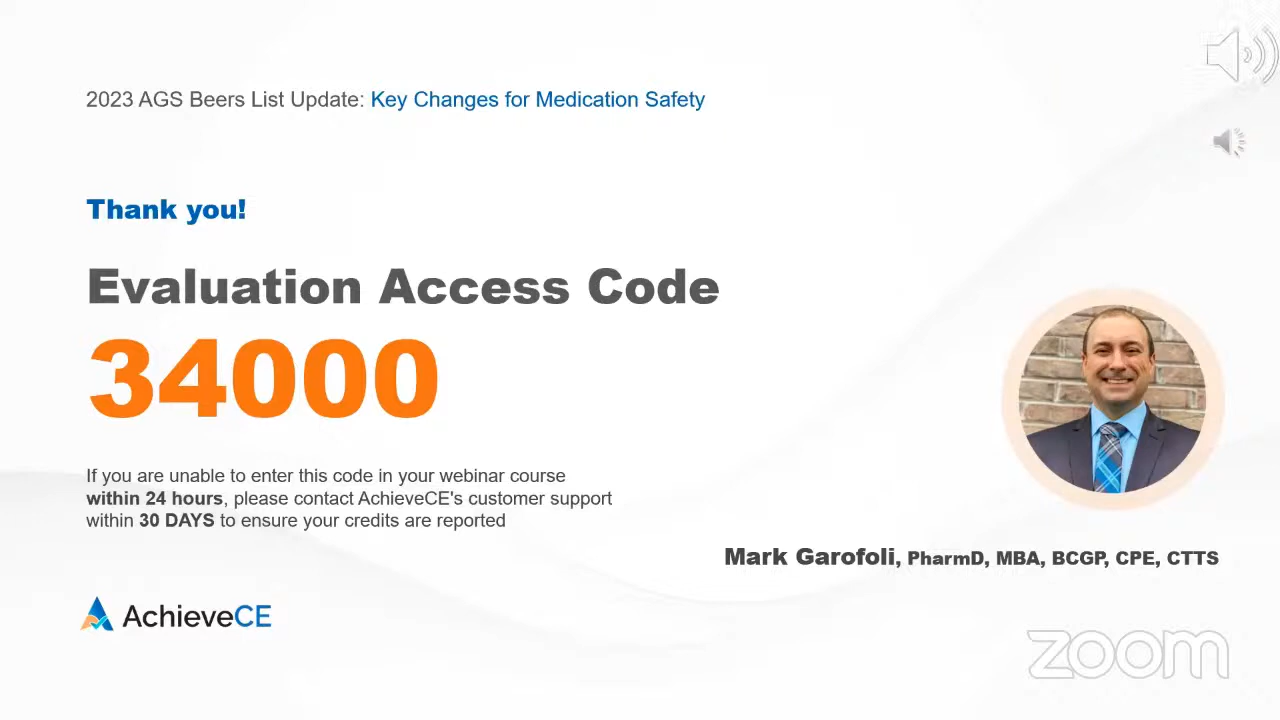 2023 AGS Beers List Update: Key Changes for Medication Safety
Thank you!
Evaluation Access Code
34000
If you are unable to enter this code in your webinar course
within 24 hours, please contact AchieveCE's customer support
within 30 DAYS to ensure your credits are reported
Mark Garofoli, PharmD, MBA, BCGP, CPE, CTTS
AchieveCE
zoom